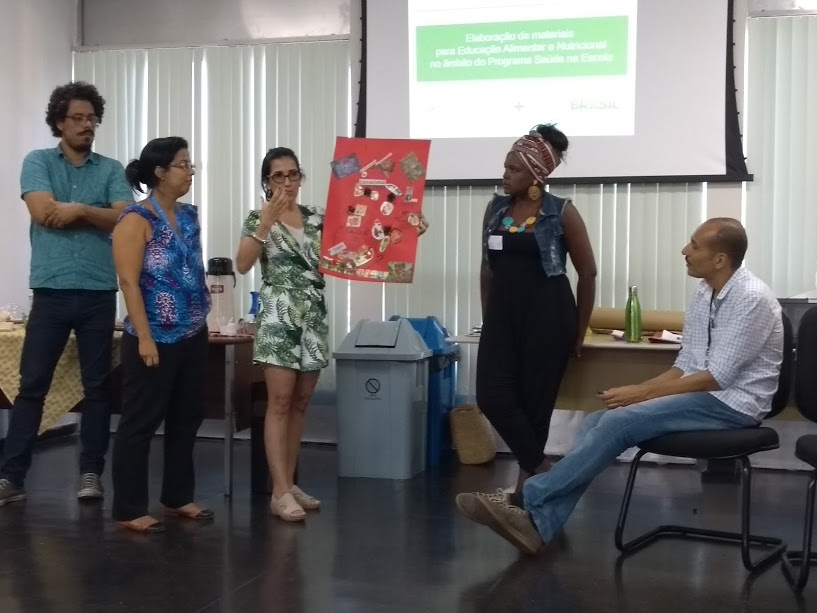 Elaboração de materiais
para Educação Alimentar e Nutricional
no âmbito do Programa Saúde na Escola
BRASIL